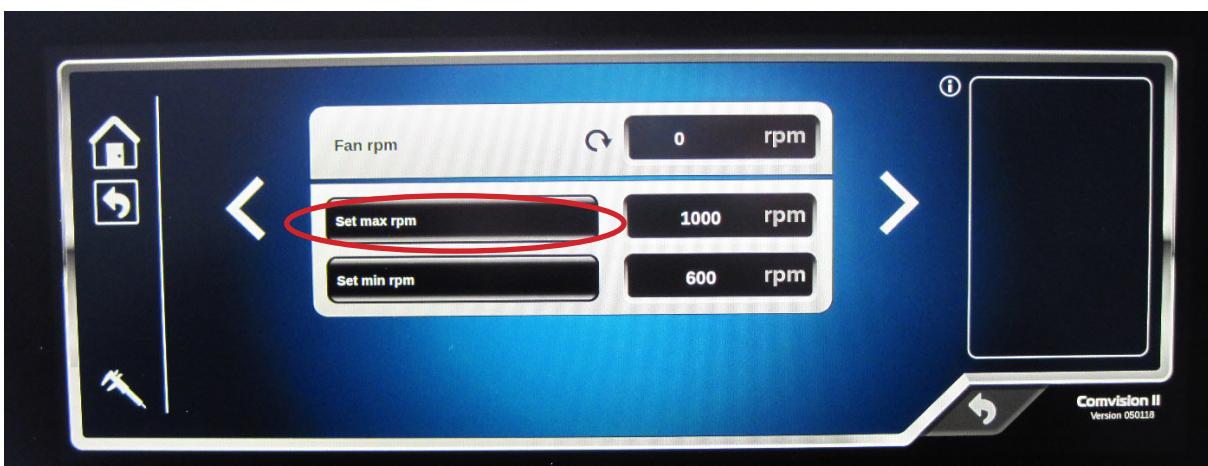 Fan rpm 0 rpm
Set max rpm 1000 rpm
Set min rpm 600 rpm
Comvision II
Version 050118